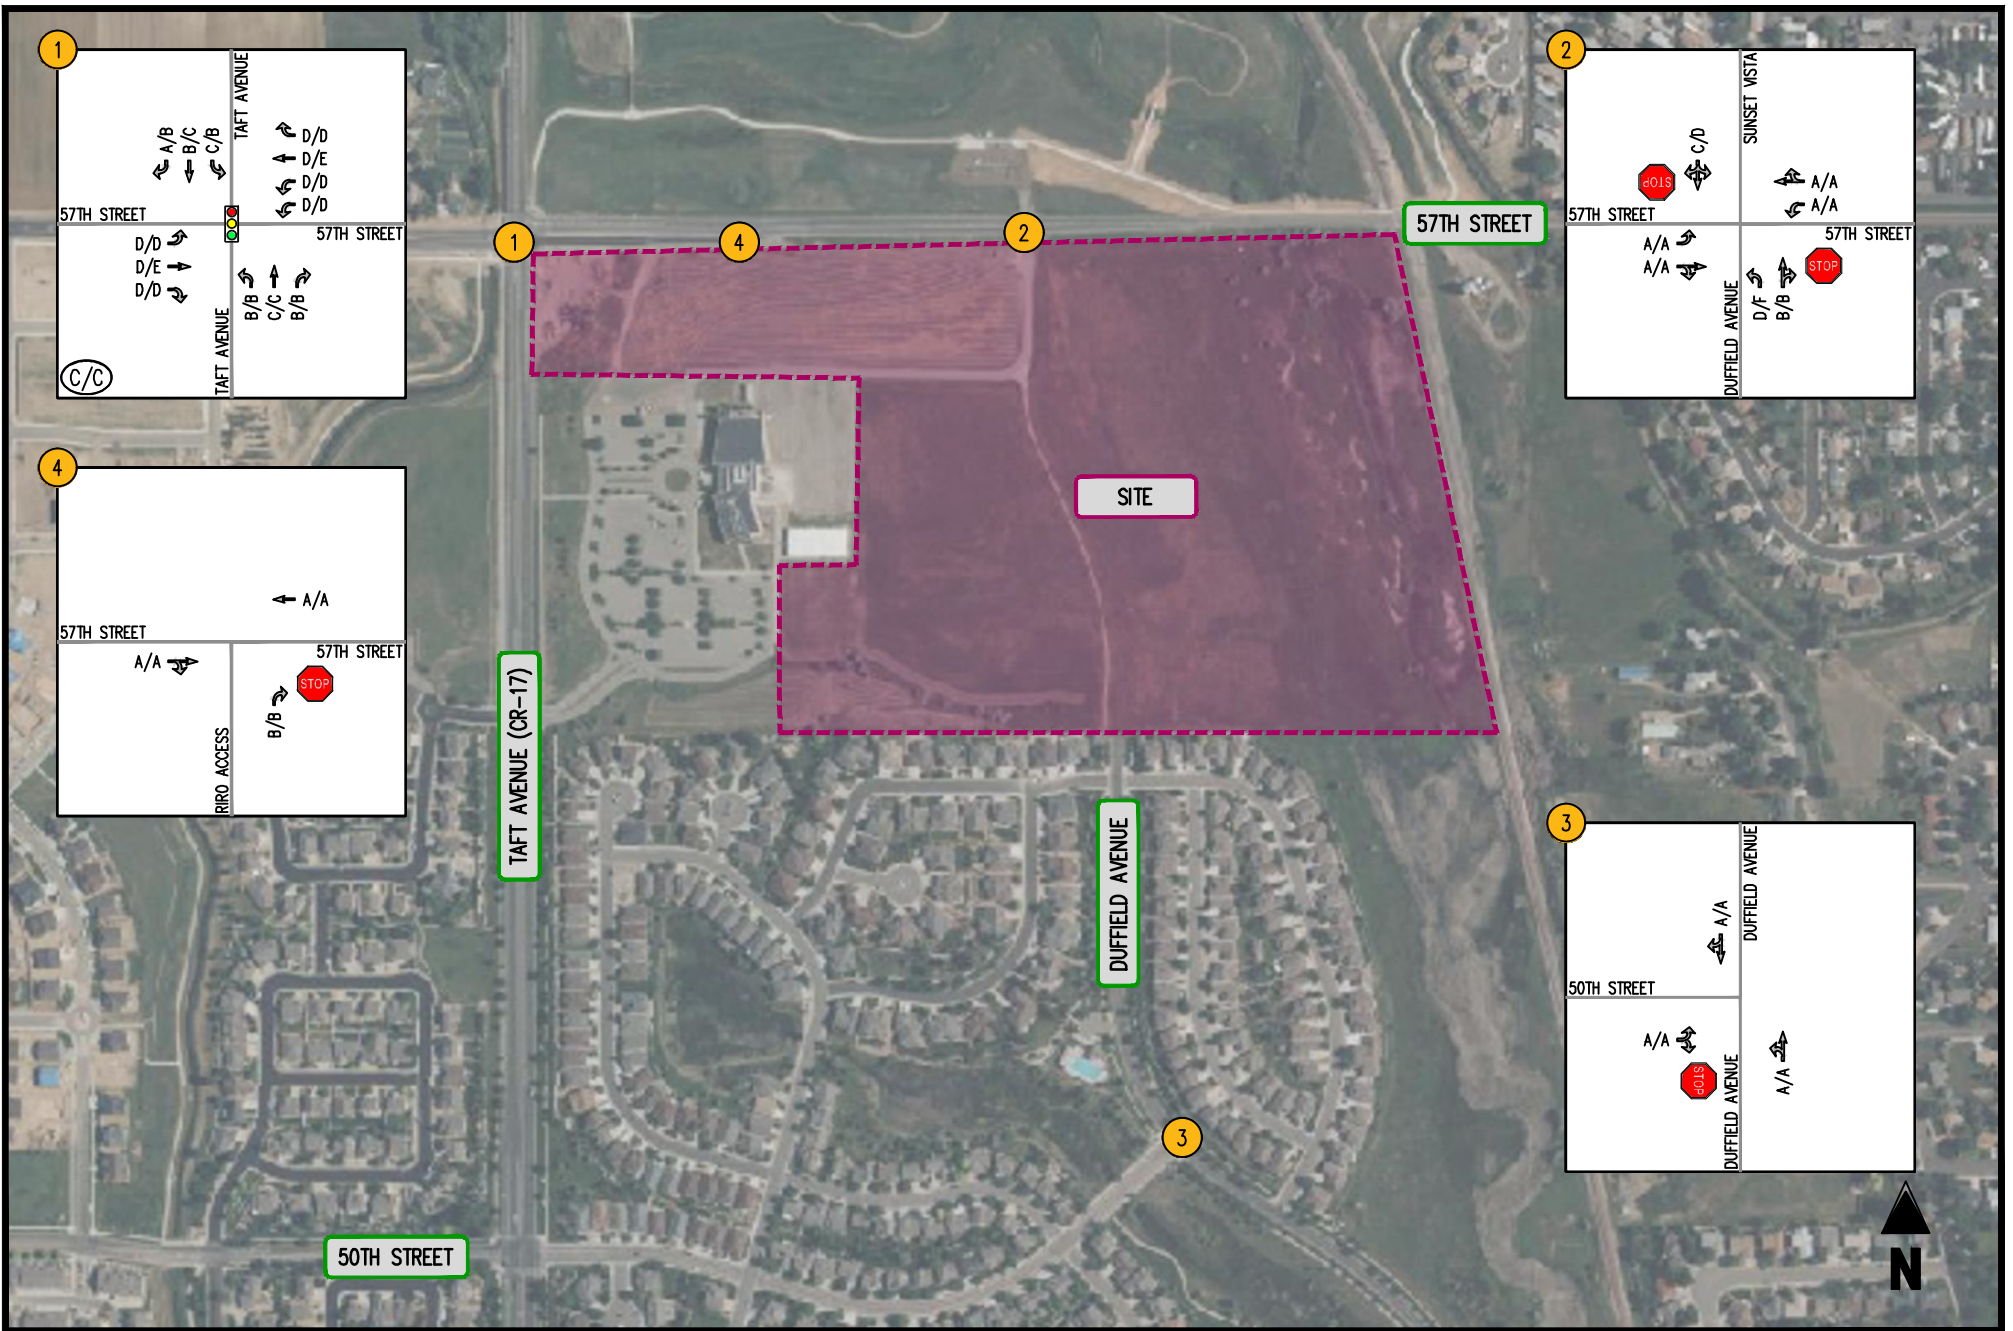 1
TAFT AVENUE
A/B
B/C
C/B
D/D
D/E
D/D
D/D
57TH STREET
57TH STREET
D/D
D/E
D/D
B/B
C/C
B/B
TAFT AVENUE
C/C
2
SUNSET VISTA
C/D
STOP
A/A
A/A
57TH STREET
57TH STREET
A/A
A/A
STOP
D/F
B/B
DUFFIELD AVENUE
1
4
2
57TH STREET
SITE
4
A/A
57TH STREET
57TH STREET
A/A
STOP
B/B
RIRO ACCESS
TAFT AVENUE (CR-17)
DUFFIELD AVENUE
3
3
DUFFIELD AVENUE
A/A
50TH STREET
A/A
STOP
A/A
DUFFIELD AVENUE
50TH STREET
N